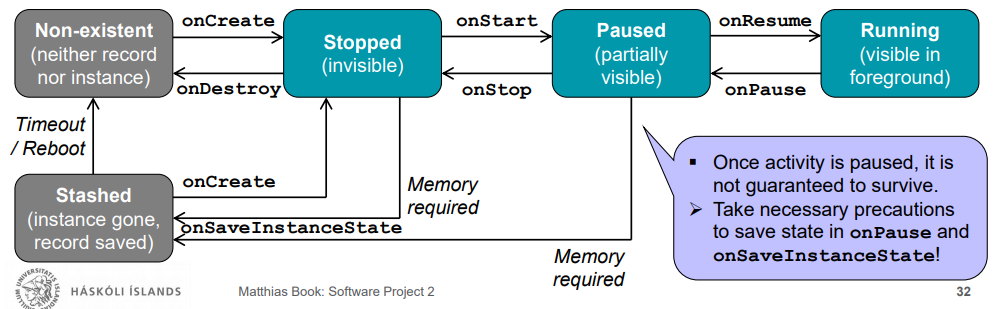 Non-existent
(neither record
nor instance)
onCreate
onDestroy
Stopped
(invisible)
onStart
onStop
Paused
(partially
visible)
onResume
onPause
Running
(visible in
foreground)
Timeout
/ Reboot
Stashed
(instance gone,
record saved)
onCreate
Memory
required
onSaveInstanceState
Memory
required
▪ Once activity is paused, it is
not guaranteed to survive.
➢ Take necessary precautions
to save state in onPause and
onSaveInstanceState!
HÁSKÓLI ÍSLANDS
Matthias Book: Software Project 2
32